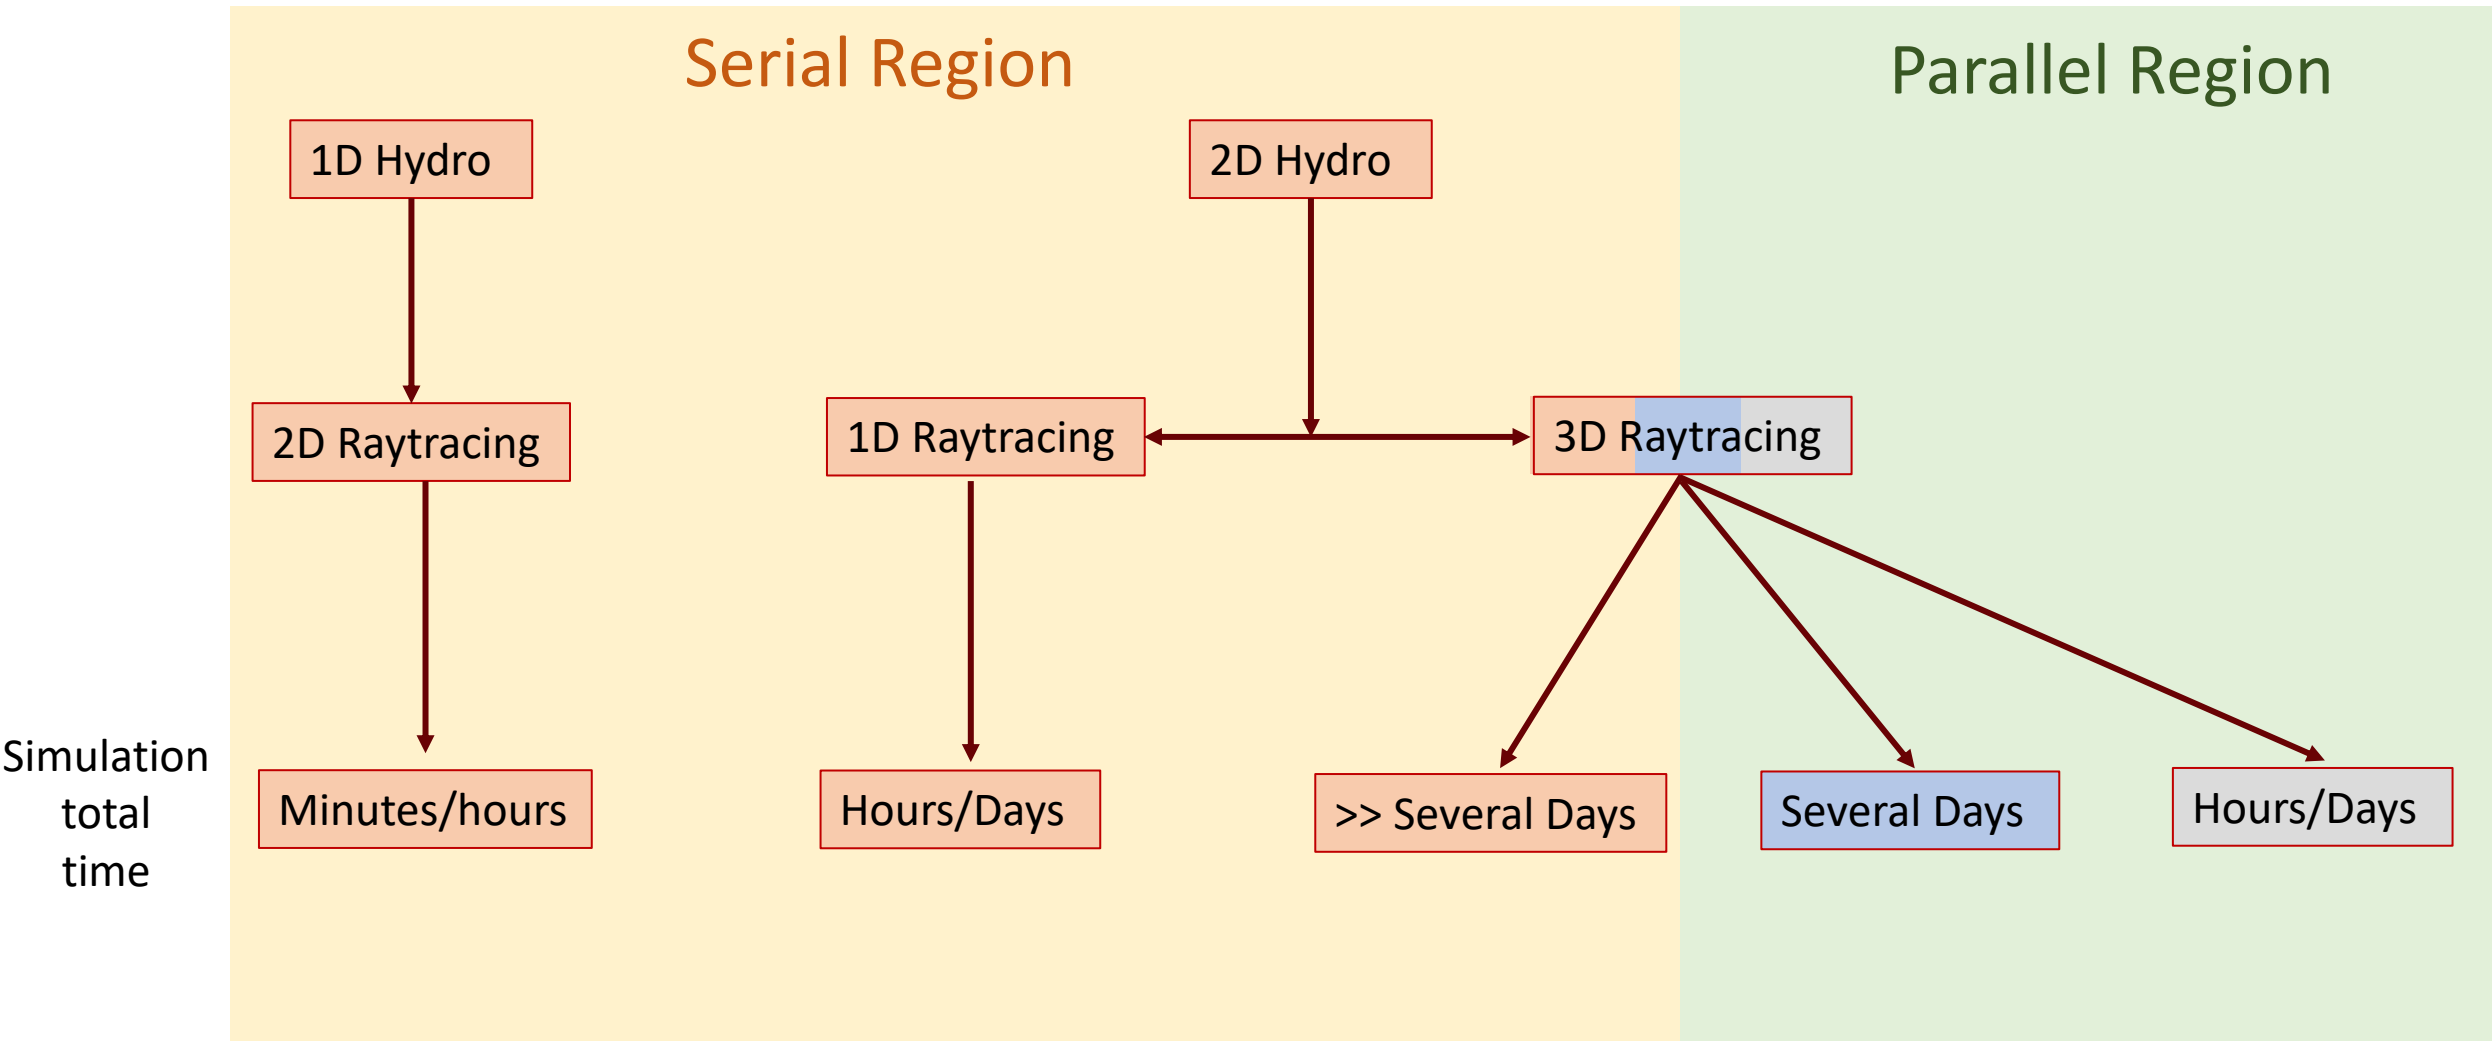 Serial Region
Parallel Region
1D Hydro
2D Hydro
2D Raytracing
1D Raytracing
3D Raytracing
Simulation
total
time
Minutes/hours
Hours/Days
>> Several Days
Several Days
Hours/Days